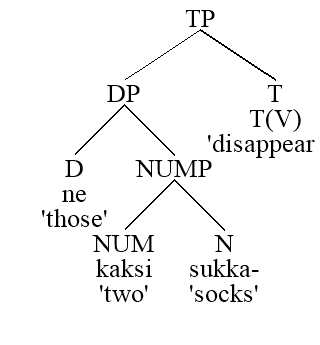 TP
DP T
T(V)
'disappear
D NUMP
ne
'those'
NUM N
kaksi sukka-
'two' 'socks'